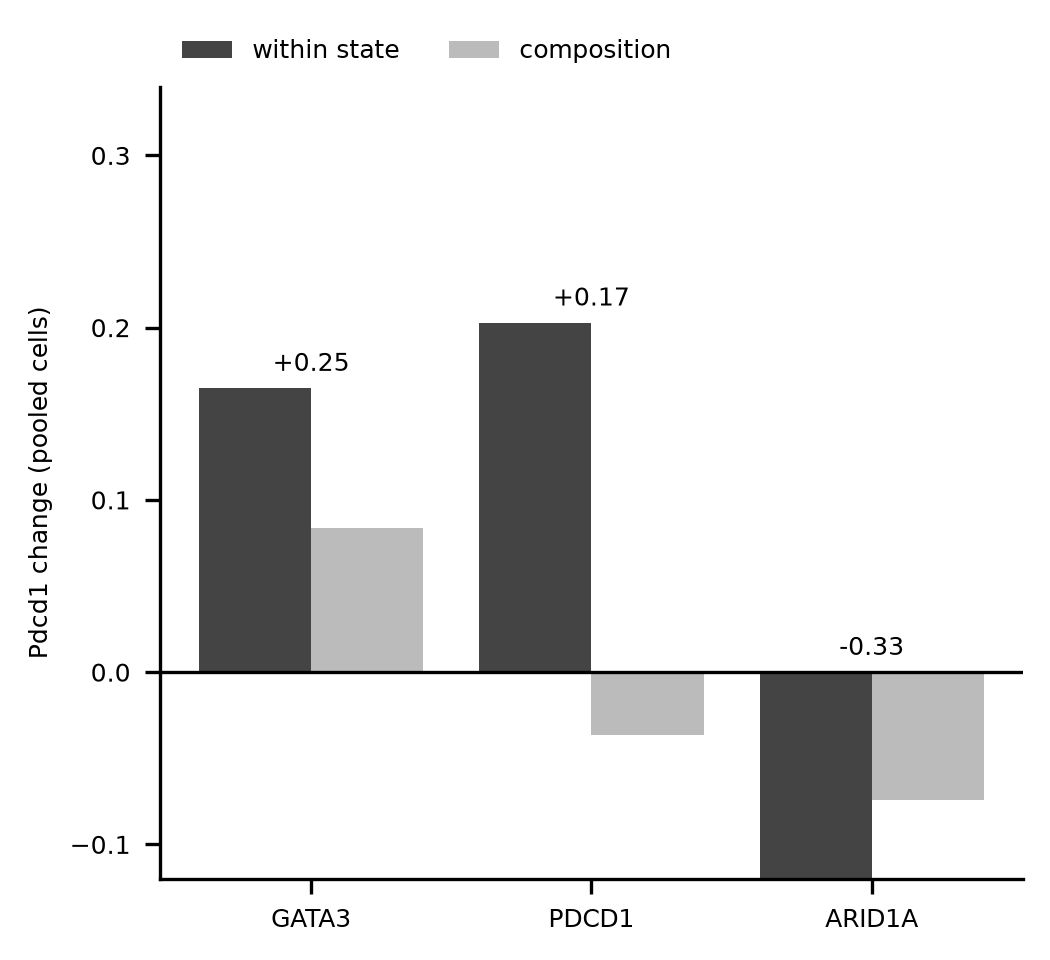 within state composition
Pdcd1 change (pooled cells)
0.3
0.2
0.1
0.0
−0.1
+0.25
+0.17
-0.33
GATA3 PDCD1 ARID1A